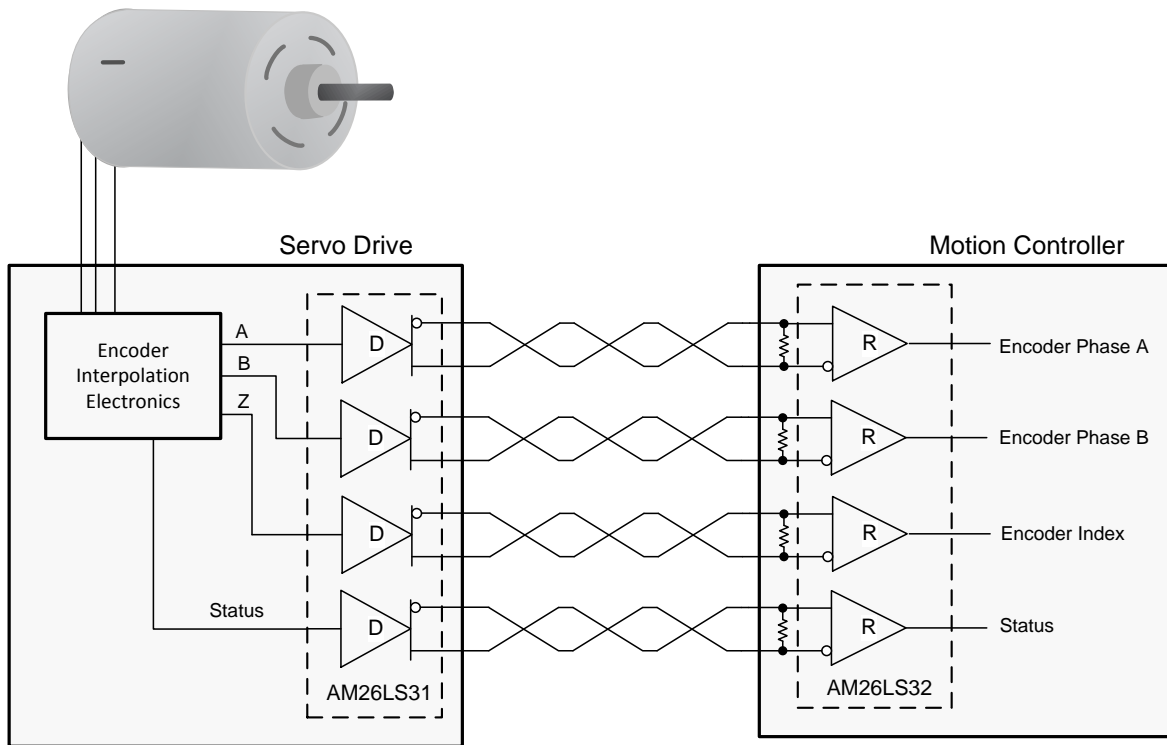 Servo Drive
Motion Controller
Encoder
Interpolation
Electronics
A
B
Z
Status
D
D
D
D
AM26LS31
R
R
R
R
AM26LS32
Encoder Phase A
Encoder Phase B
Encoder Index
Status